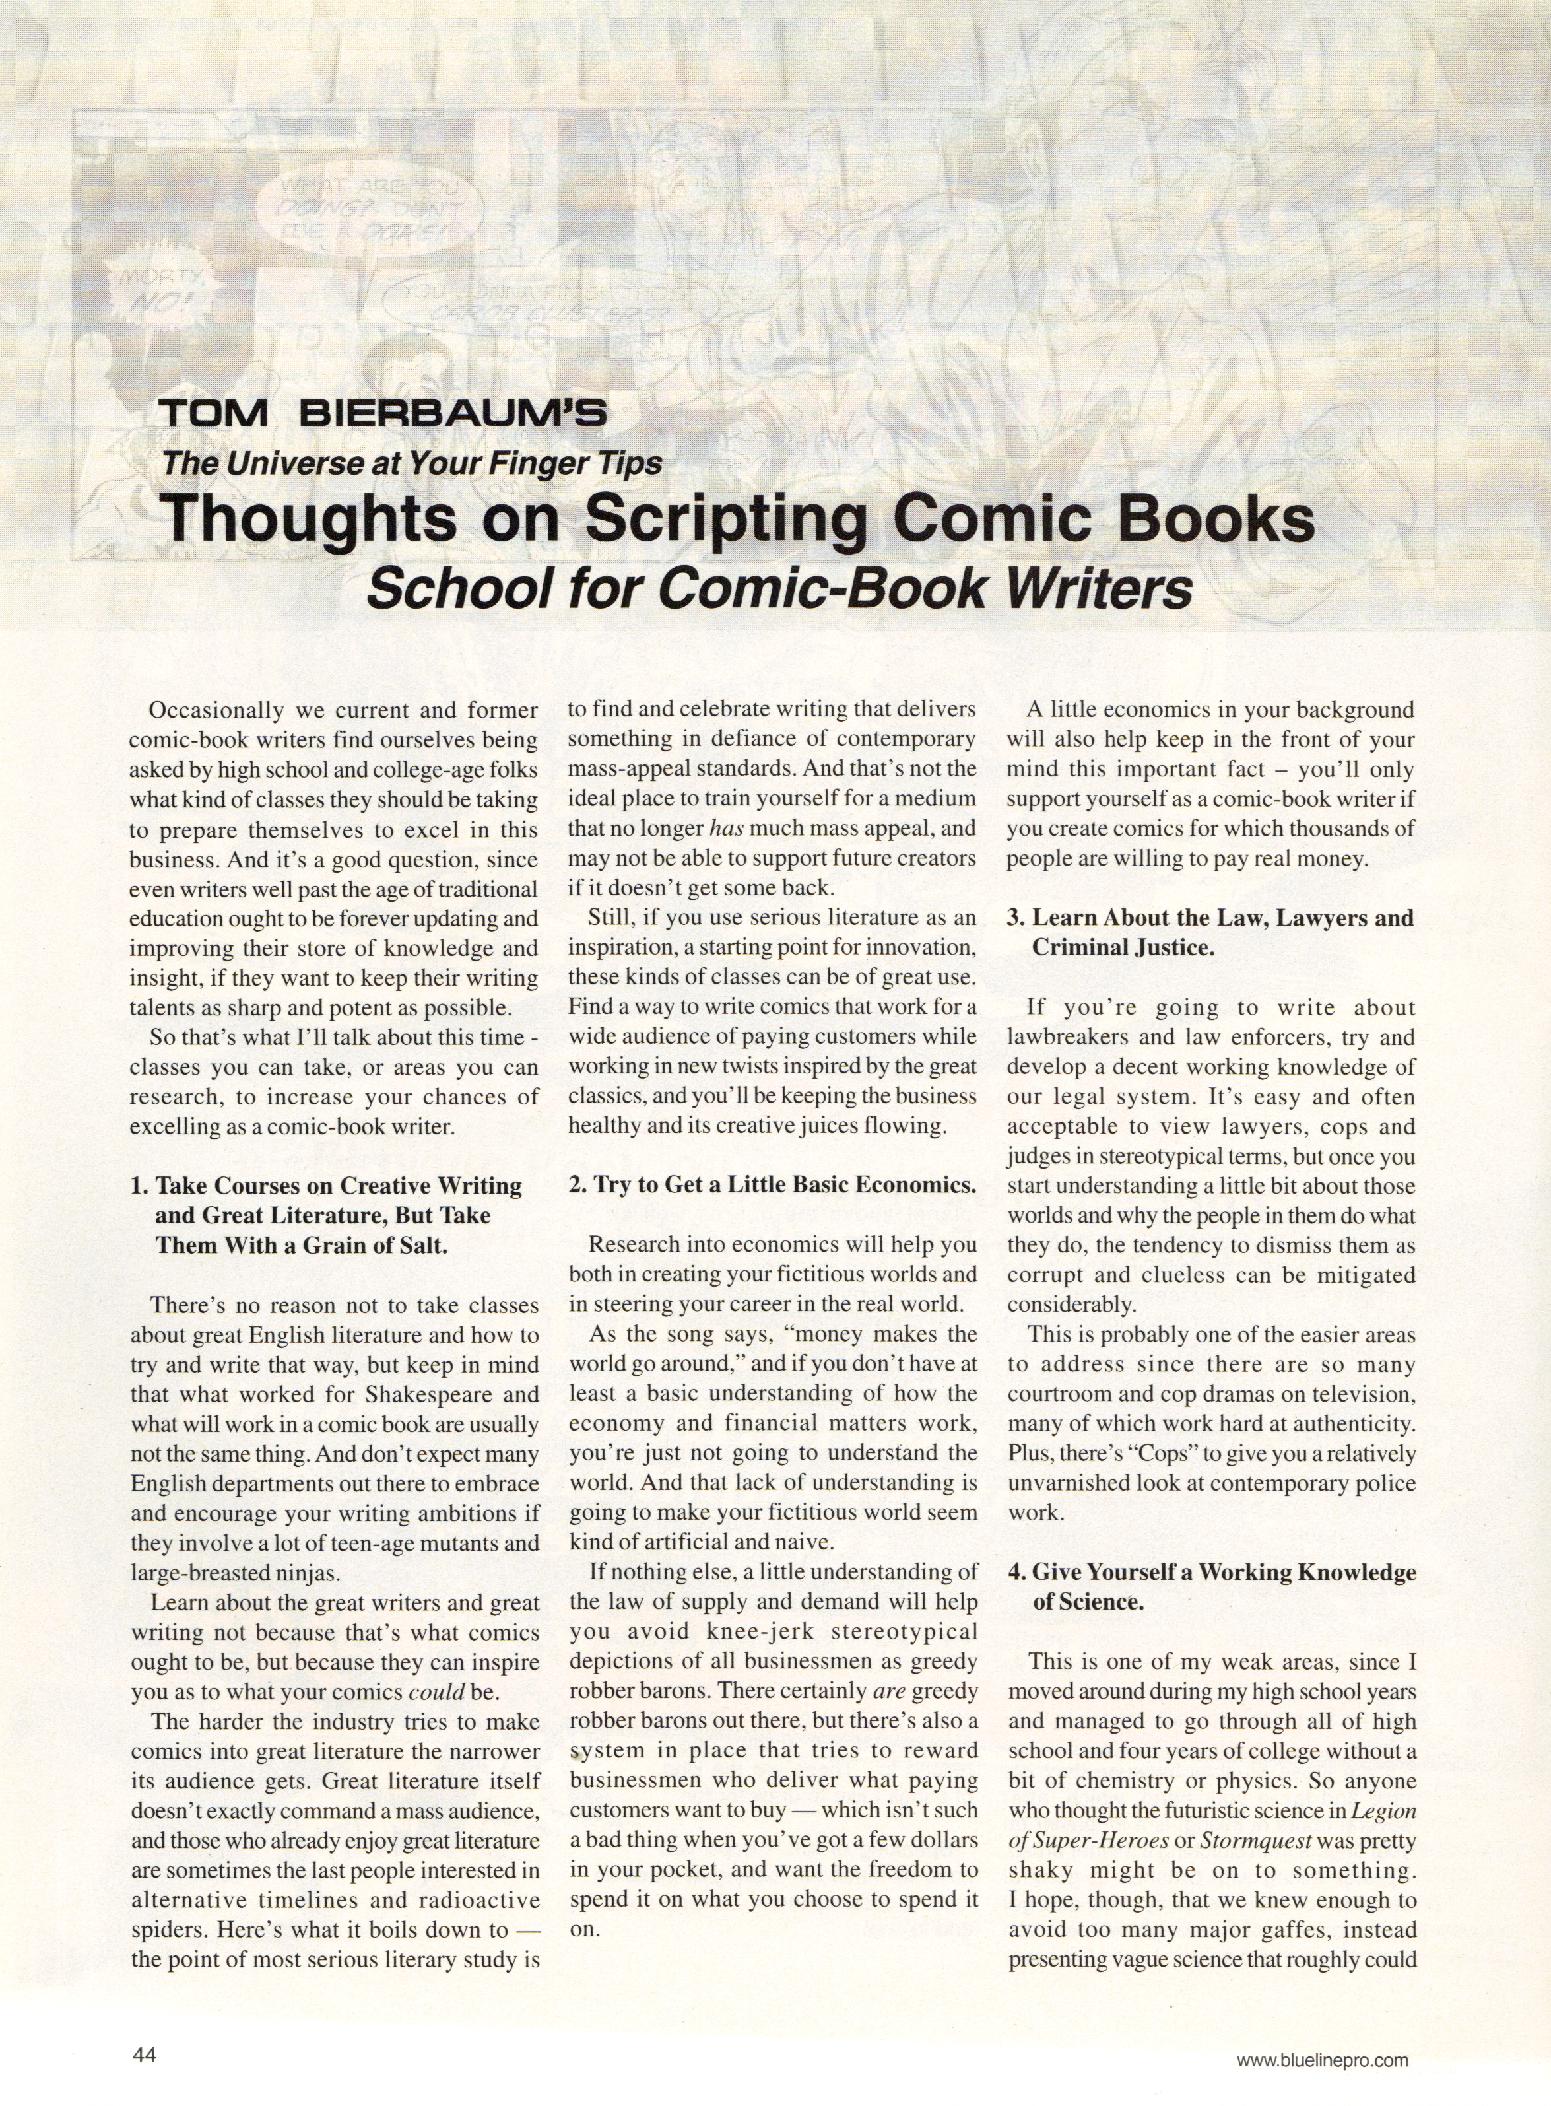 WHAT ARE YOU
DOING? DON'T
BE A
MORTY,
NO!
TOM BIERBAUM'S
The Universe at Your Finger Tips
Thoughts on Scripting Comic Books
School for Comic-Book Writers
Occasionally we current and former
comic-book writers find ourselves being
asked by high school and college-age folks
what kind of classes they should be taking
to prepare themselves to excel in this
business. And it's a good question, since
even writers well past the age of traditional
education ought to be forever updating and
improving their store of knowledge and
insight, if they want to keep their writing
talents as sharp and potent as possible.
So that's what I'll talk about this time -
classes you can take, or areas you can
research, to increase your chances of
excelling as a comic-book writer.
1. Take Courses on Creative Writing
and Great Literature, But Take
Them With a Grain of Salt.
There's no reason not to take classes
about great English literature and how to
try and write that way, but keep in mind
that what worked for Shakespeare and
what will work in a comic book are usually
not the same thing. And don't expect many
English departments out there to embrace
and encourage your writing ambitions if
they involve a lot of teen-age mutants and
large-breasted ninjas.
Learn about the great writers and great
writing not because that's what comics
ought to be, but because they can inspire
you as to what your comics could be.
The harder the industry tries to make
comics into great literature the narrower
its audience gets. Great literature itself
doesn't exactly command a mass audience,
and those who already enjoy great literature
are sometimes the last people interested in
alternative timelines and radioactive
spiders. Here's what it boils down to —
the point of most serious literary study is
to find and celebrate writing that delivers
something in defiance of contemporary
mass-appeal standards. And that's not the
ideal place to train yourself for a medium
that no longer has much mass appeal, and
may not be able to support future creators
if it doesn't get some back.
Still, if you use serious literature as an
inspiration, a starting point for innovation,
these kinds of classes can be of great use.
Find a way to write comics that work for a
wide audience of paying customers while
working in new twists inspired by the great
classics, and you'll be keeping the business
healthy and its creative juices flowing.
2. Try to Get a Little Basic Economics.
Research into economics will help you
both in creating your fictitious worlds and
in steering your career in the real world.
As the song says, "money makes the
world go around," and if you don't have at
least a basic understanding of how the
economy and financial matters work,
you're just not going to understand the
world. And that lack of understanding is
going to make your fictitious world seem
kind of artificial and naive.
If nothing else, a little understanding of
the law of supply and demand will help
you avoid knee-jerk stereotypical
depictions of all businessmen as greedy
robber barons. There certainly are greedy
robber barons out there, but there's also a
system in place that tries to reward
businessmen who deliver what paying
customers want to buy — which isn't such
a bad thing when you've got a few dollars
in your pocket, and want the freedom to
spend it on what you choose to spend it
on.
A little economics in your background
will also help keep in the front of your
mind this important fact – you'll only
support yourself as a comic-book writer if
you create comics for which thousands of
people are willing to pay real money.
3. Learn About the Law, Lawyers and
Criminal Justice.
If you're going to write about
lawbreakers and law enforcers, try and
develop a decent working knowledge of
our legal system. It's easy and often
acceptable to view lawyers, cops and
judges in stereotypical terms, but once you
start understanding a little bit about those
worlds and why the people in them do what
they do, the tendency to dismiss them as
corrupt and clueless can be mitigated
considerably.
This is probably one of the easier areas
to address since there are so many
courtroom and cop dramas on television,
many of which work hard at authenticity.
Plus, there's "Cops" to give you a relatively
unvarnished look at contemporary police
work.
4. Give Yourself a Working Knowledge
of Science.
This is one of my weak areas, since I
moved around during my high school years
and managed to go through all of high
school and four years of college without a
bit of chemistry or physics. So anyone
who thought the futuristic science in Legion
of Super-Heroes or Stormquest was pretty
shaky might be on to something.
I hope, though, that we knew enough to
avoid too many major gaffes, instead
presenting vague science that roughly could
44
www.bluelinepro.com